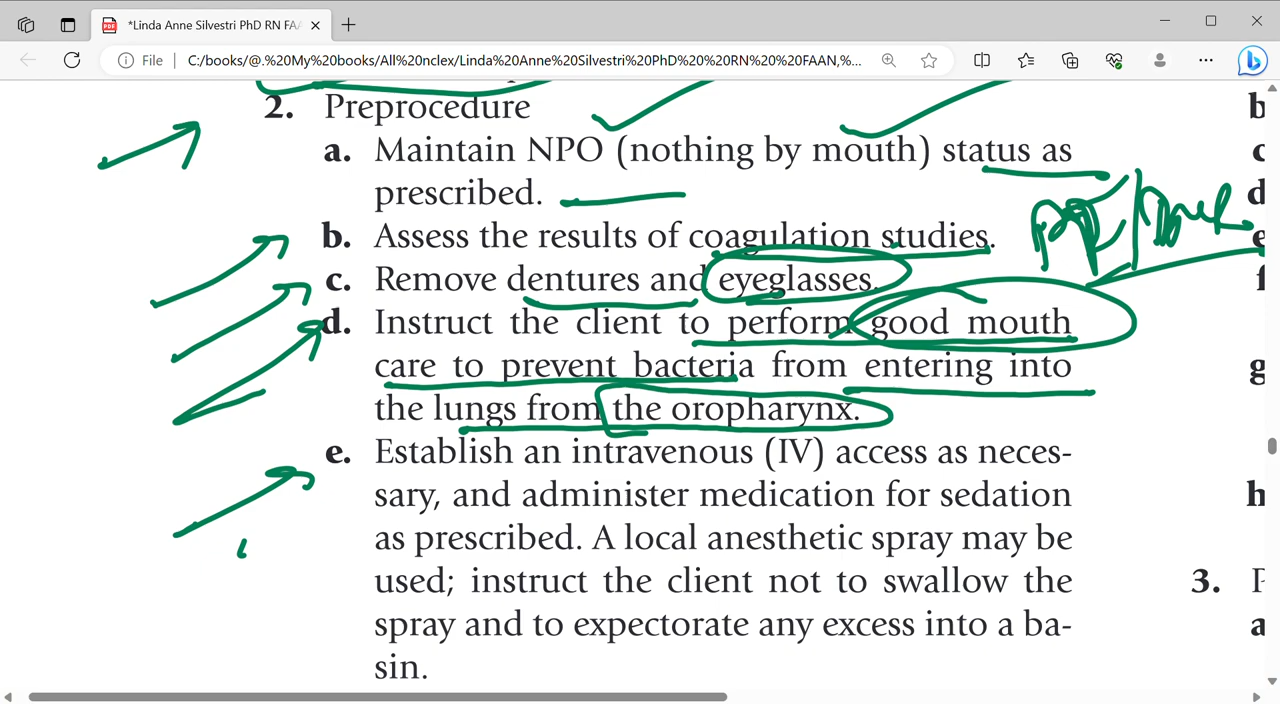 *Linda Anne Silvestri PhD RN FAA
File
C:/books/@.%20My%20books/All%20nclex/Linda%20Anne%20Silvestri%20PhD%20%20RN%20%20FAAN,%...
2. Preprocedure
a. Maintain NPO (nothing by mouth) status as
prescribed.
b. Assess the results of coagulation studies.
c. Remove dentures and eyeglasses.
d. Instruct the client to perform good mouth
care to prevent bacteria from entering into
the lungs from the oropharynx.
e. Establish an intravenous (IV) access as neces-
sary, and administer medication for sedation
as prescribed. A local anesthetic spray may be
used; instruct the client not to swallow the
spray and to expectorate any excess into a ba-
sin.
b
c
d
e
f
g
h
3. P
a